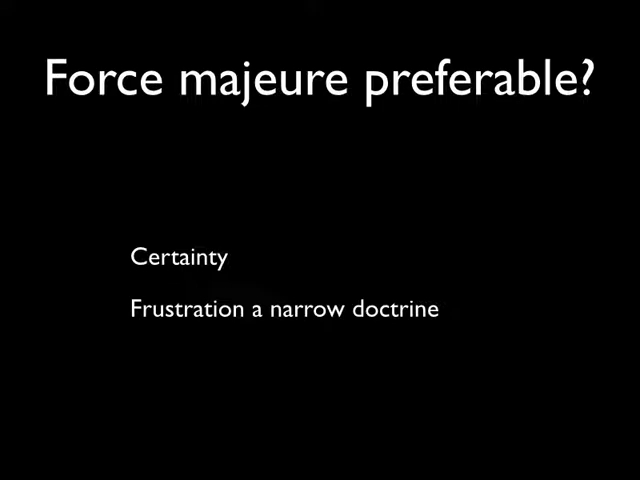 Force majeure preferable?
Certainty
Frustration a narrow doctrine